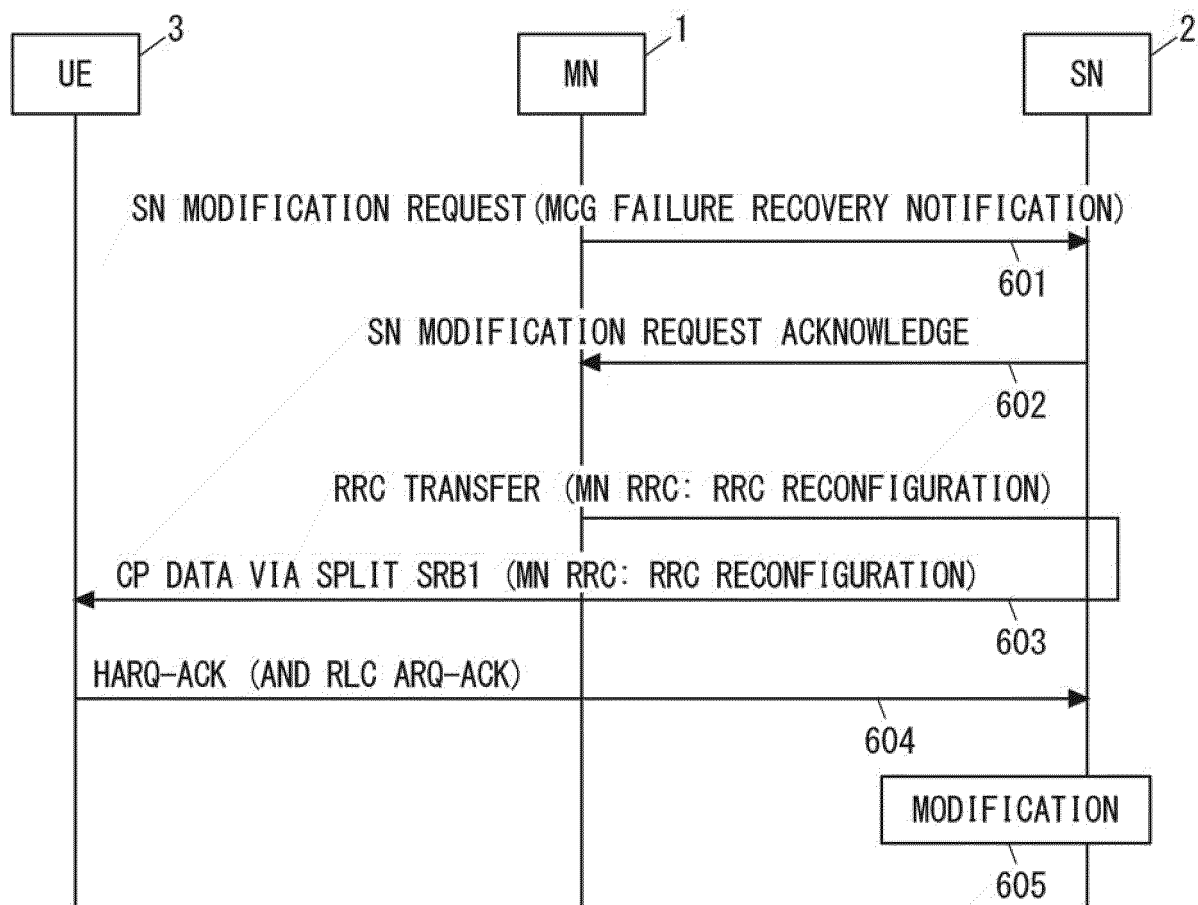 3
1
2
UE
MN
SN
SN MODIFICATION REQUEST(MCG FAILURE RECOVERY NOTIFICATION)
601
SN MODIFICATION REQUEST ACKNOWLEDGE
602
RRC TRANSFER (MN RRC: RRC RECONFIGURATION)
CP DATA VIA SPLIT SRB1 (MN RRC: RRC RECONFIGURATION)
603
HARQ-ACK (AND RLC ARQ-ACK)
604
MODIFICATION
605